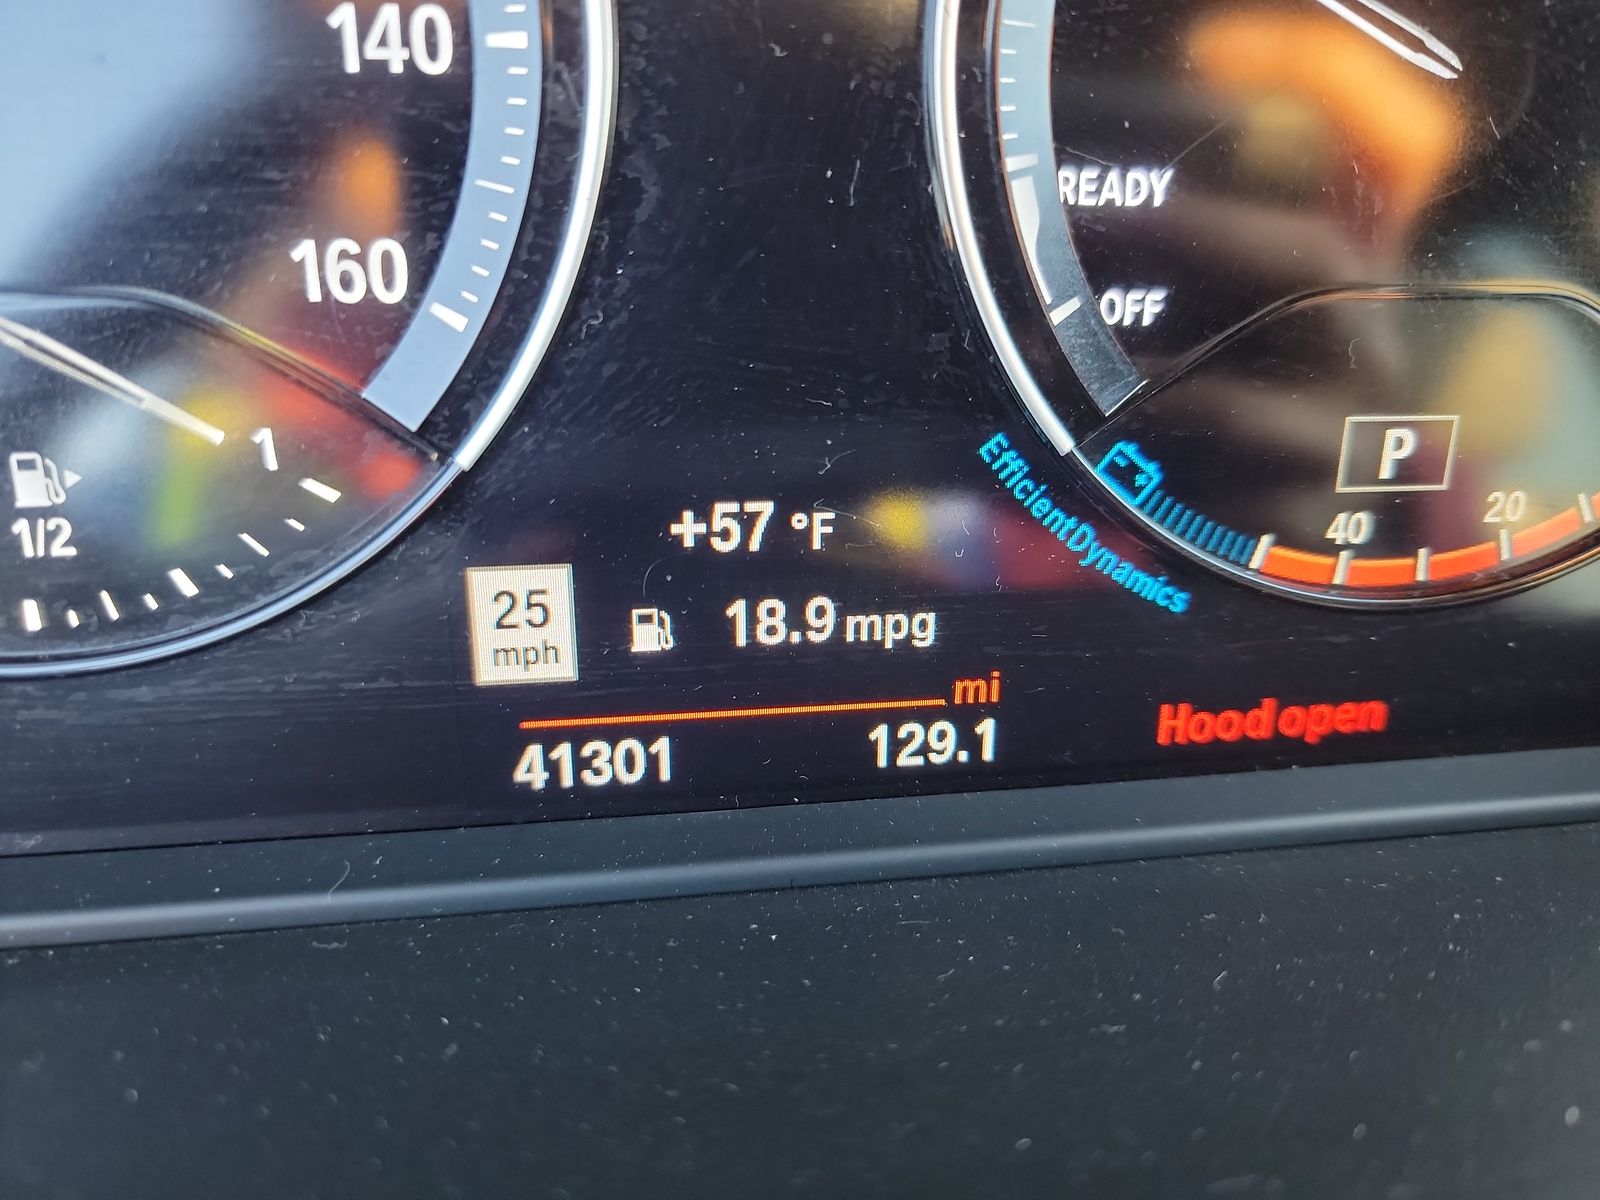 140
160
1
1/2
READY
OFF
P
40
20
EfficientDynamics
+57 °F
25
mph
18.9 mpg
mi
41301
129.1
Hood open